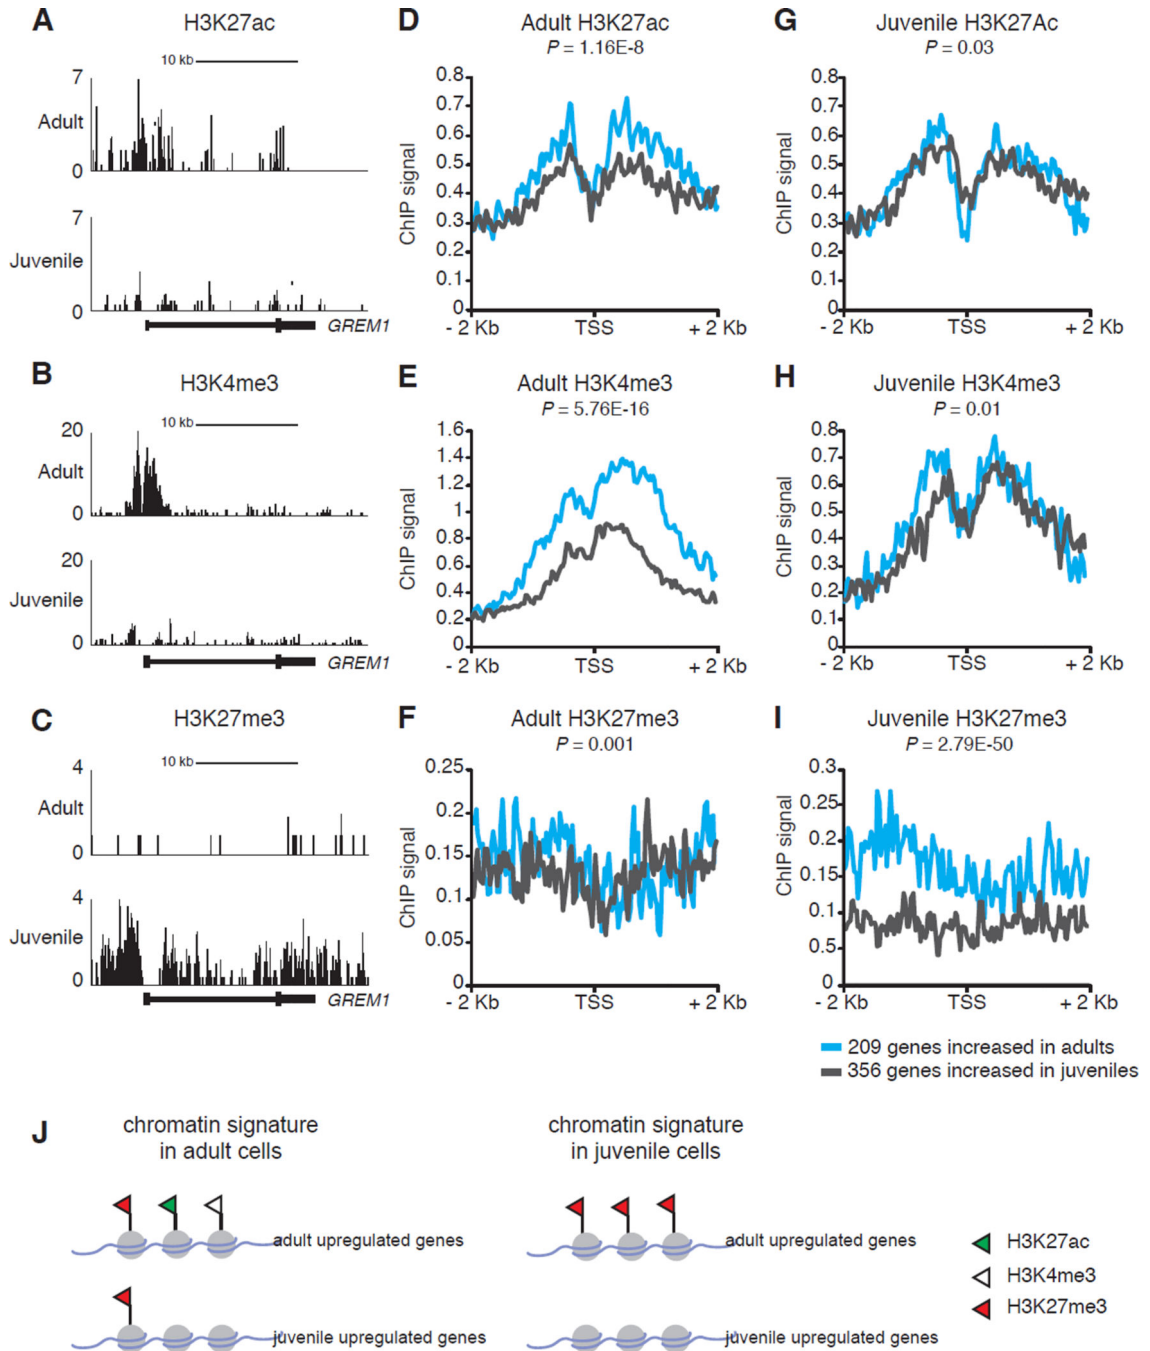 A
H3K27ac
10 kb
7
Adult
0
7
Juvenile
0
GREM1
B
H3K4me3
10 kb
20
Adult
0
20
Juvenile
0
GREM1
C
H3K27me3
10 kb
4
Adult
0
4
Juvenile
0
GREM1
D
Adult H3K27ac
P = 1.16E-8
0.8
0.7
0.6
0.5
0.4
0.3
0.2
0.1
0
ChIP signal
- 2 Kb TSS + 2 Kb
E
Adult H3K4me3
P = 5.76E-16
1.6
1.4
1.2
1
0.8
0.6
0.4
0.2
0
ChIP signal
- 2 Kb TSS + 2 Kb
F
Adult H3K27me3
P = 0.001
0.25
0.2
0.15
0.1
0.05
0
ChIP signal
- 2 Kb TSS + 2 Kb
G
Juvenile H3K27Ac
P = 0.03
0.8
0.7
0.6
0.5
0.4
0.3
0.2
0.1
0
ChIP signal
- 2 Kb TSS + 2 Kb
H
Juvenile H3K4me3
P = 0.01
0.8
0.7
0.6
0.5
0.4
0.3
0.2
0.1
0
ChIP signal
- 2 Kb TSS + 2 Kb
I
Juvenile H3K27me3
P = 2.79E-50
0.3
0.25
0.2
0.15
0.1
0.5
0
ChIP signal
- 2 Kb TSS + 2 Kb
209 genes increased in adults
356 genes increased in juveniles
J
chromatin signature
in adult cells
adult upregulated genes
juvenile upregulated genes
chromatin signature
in juvenile cells
adult upregulated genes
juvenile upregulated genes
H3K27ac
H3K4me3
H3K27me3